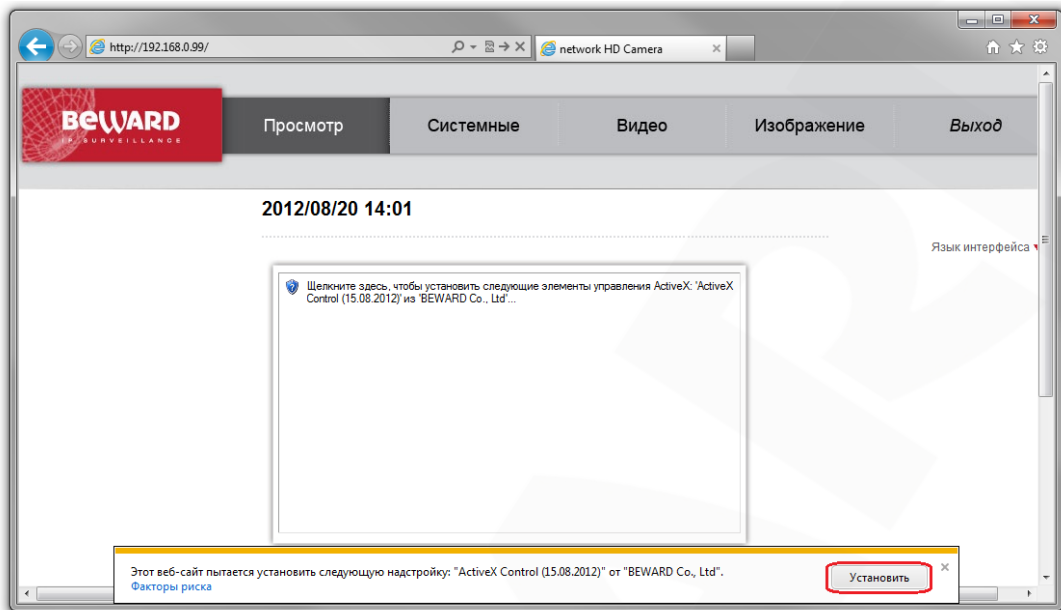 http://192.168.0.99/
network HD Camera
BEWARD
IP SURVEILLANCE
Просмотр
Системные
Видео
Изображение
Выход
2012/08/20 14:01
Язык интерфейса
Щелкните здесь, чтобы установить следующие элементы управления ActiveX: 'ActiveX
Control (15.08.2012)' из 'BEWARD Co., Ltd'...
Этот веб-сайт пытается установить следующую надстройку: "ActiveX Control (15.08.2012)" от "BEWARD Co., Ltd".
Факторы риска
Установить